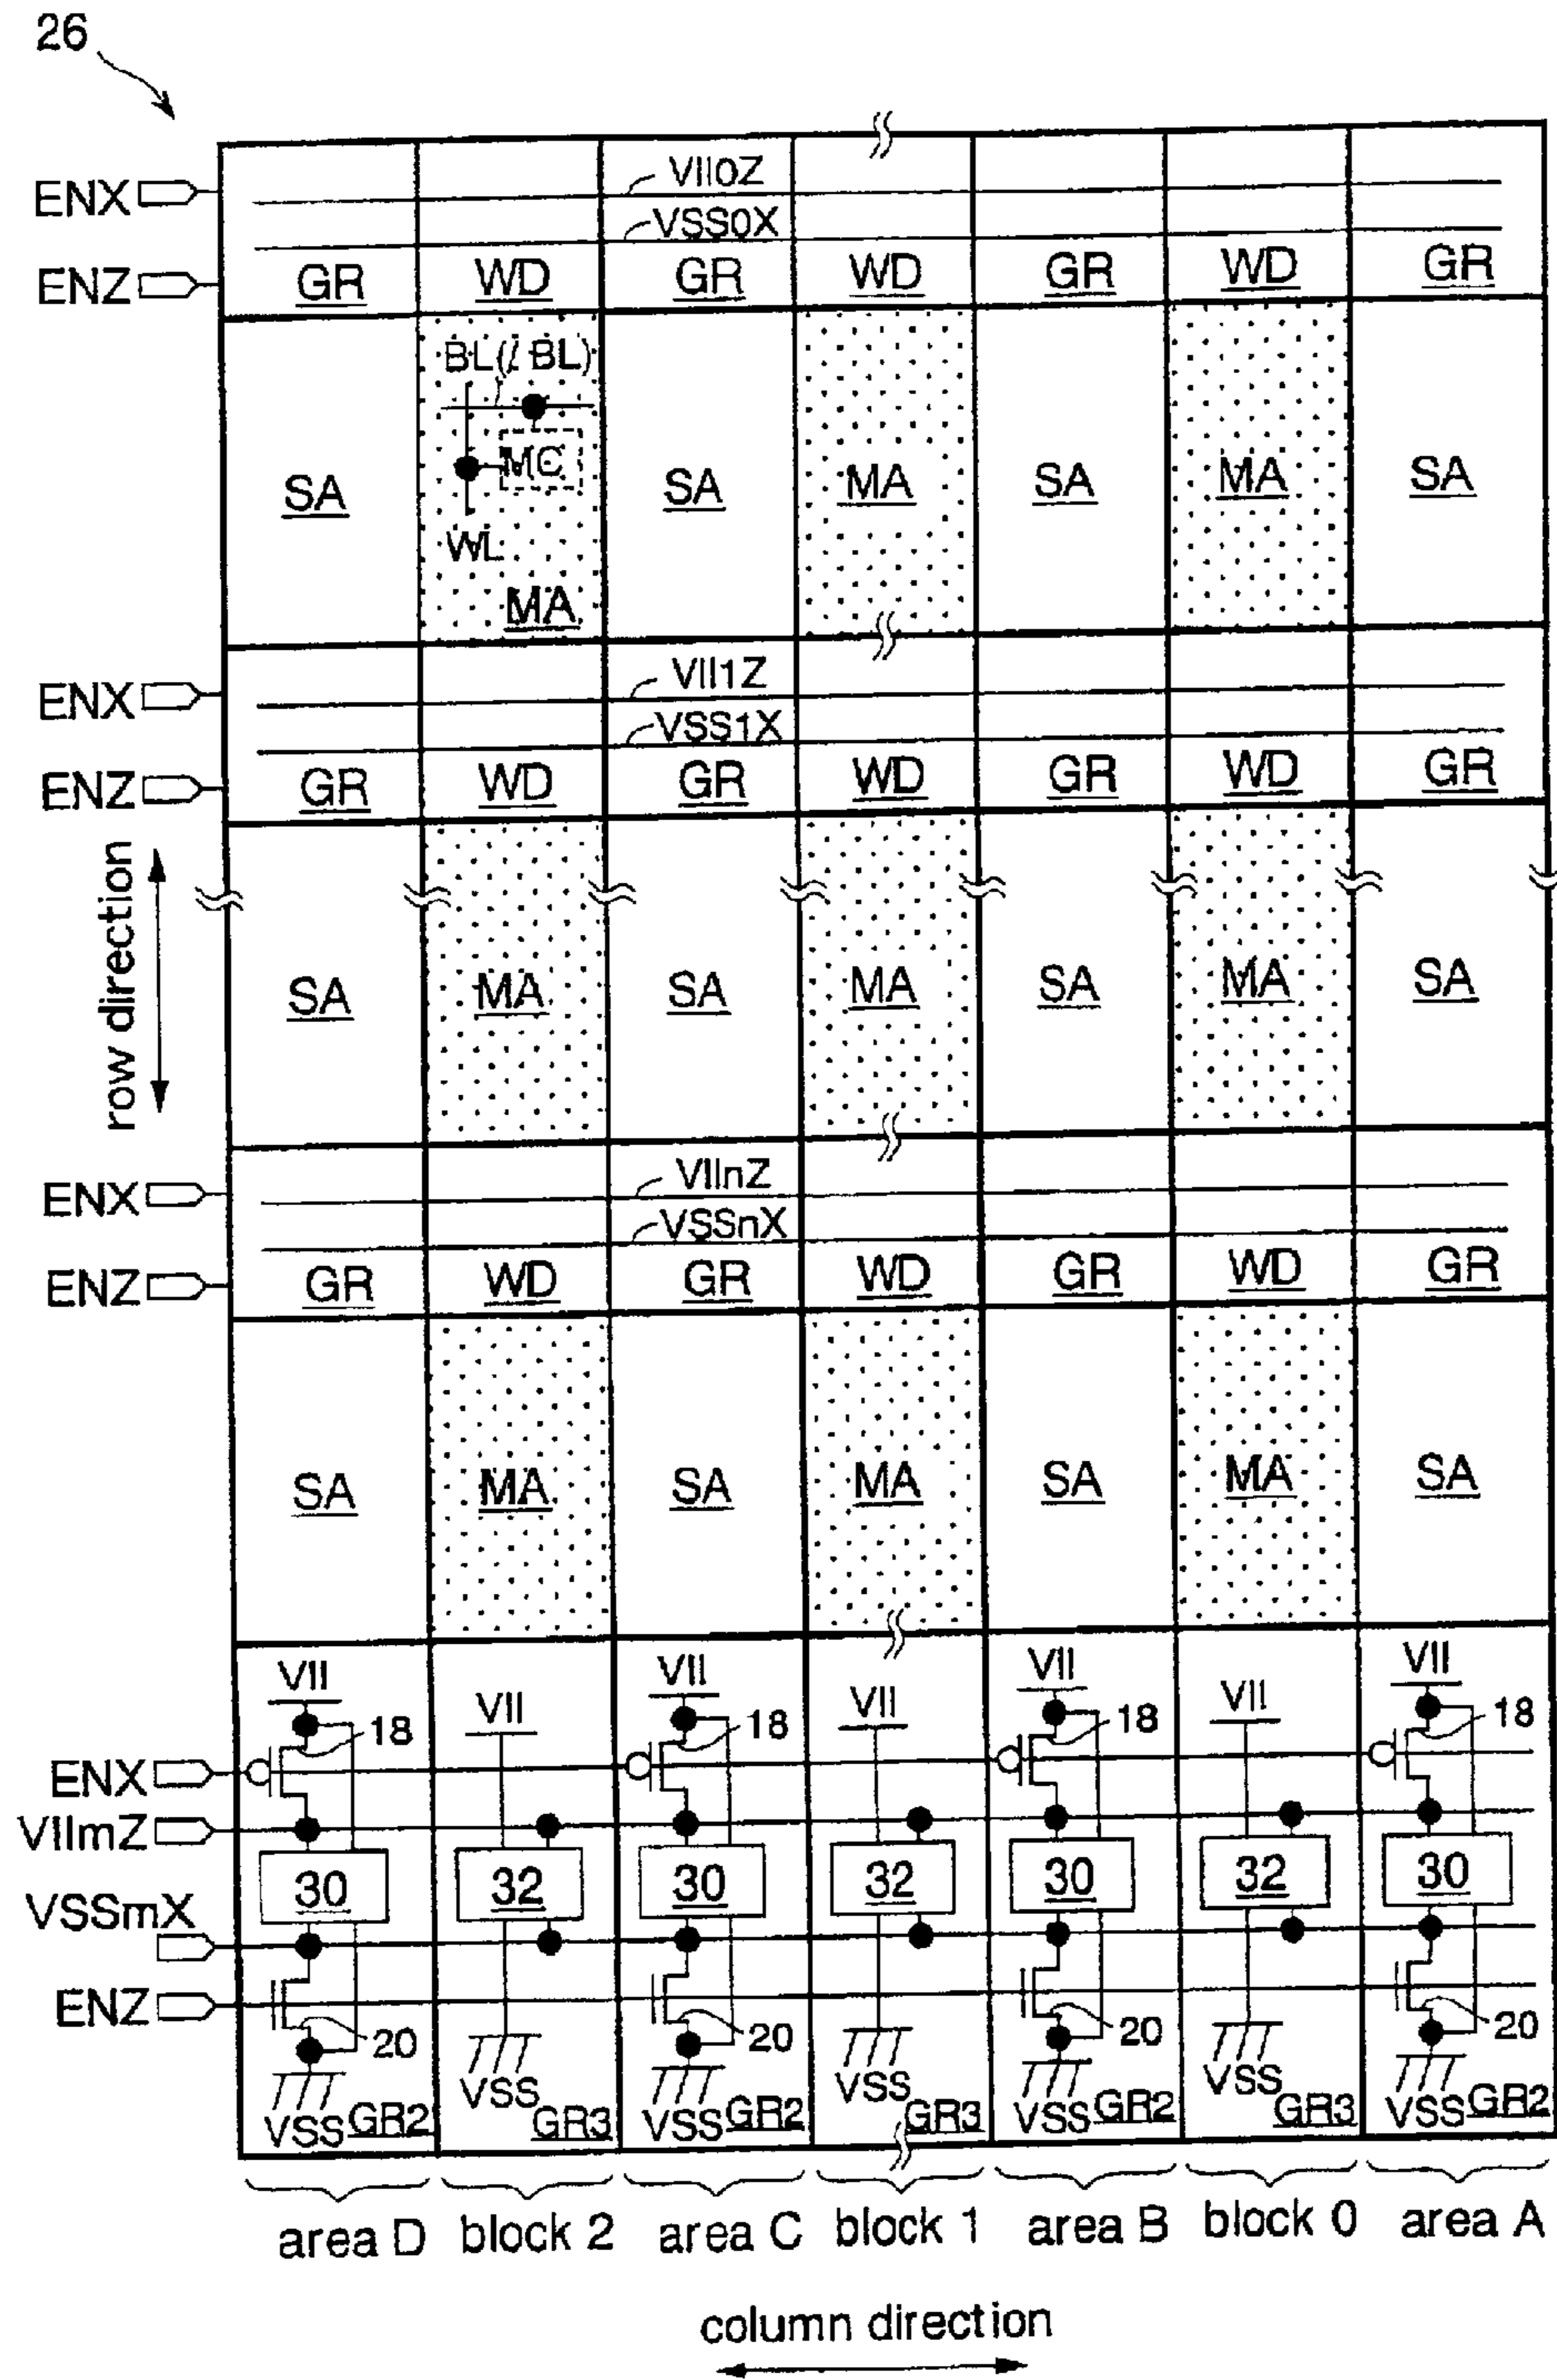 26
ENX
VII0Z
VSS0X
ENZ
GR WD GR WD GR WD GR
BL(/BL)
MC
SA SA MA SA MA SA
WL
MA
ENX
VII1Z
VSS1X
ENZ
GR WD GR WD GR WD GR
row direction
SA MA SA MA SA MA SA
ENX
VIInZ
VSSnX
ENZ
GR WD GR WD GR WD GR
SA MA SA MA SA MA SA
VII VII VII VII VII VII VII
18 18 18 18
ENX
VIImZ
30 32 30 32 30 32 30
VSSmX
ENZ
20 20 20 20
VSS VSS VSS VSS VSS VSS VSS
GR2 GR3 GR2 GR3 GR2 GR3 GR2
area D block 2 area C block 1 area B block 0 area A
column direction